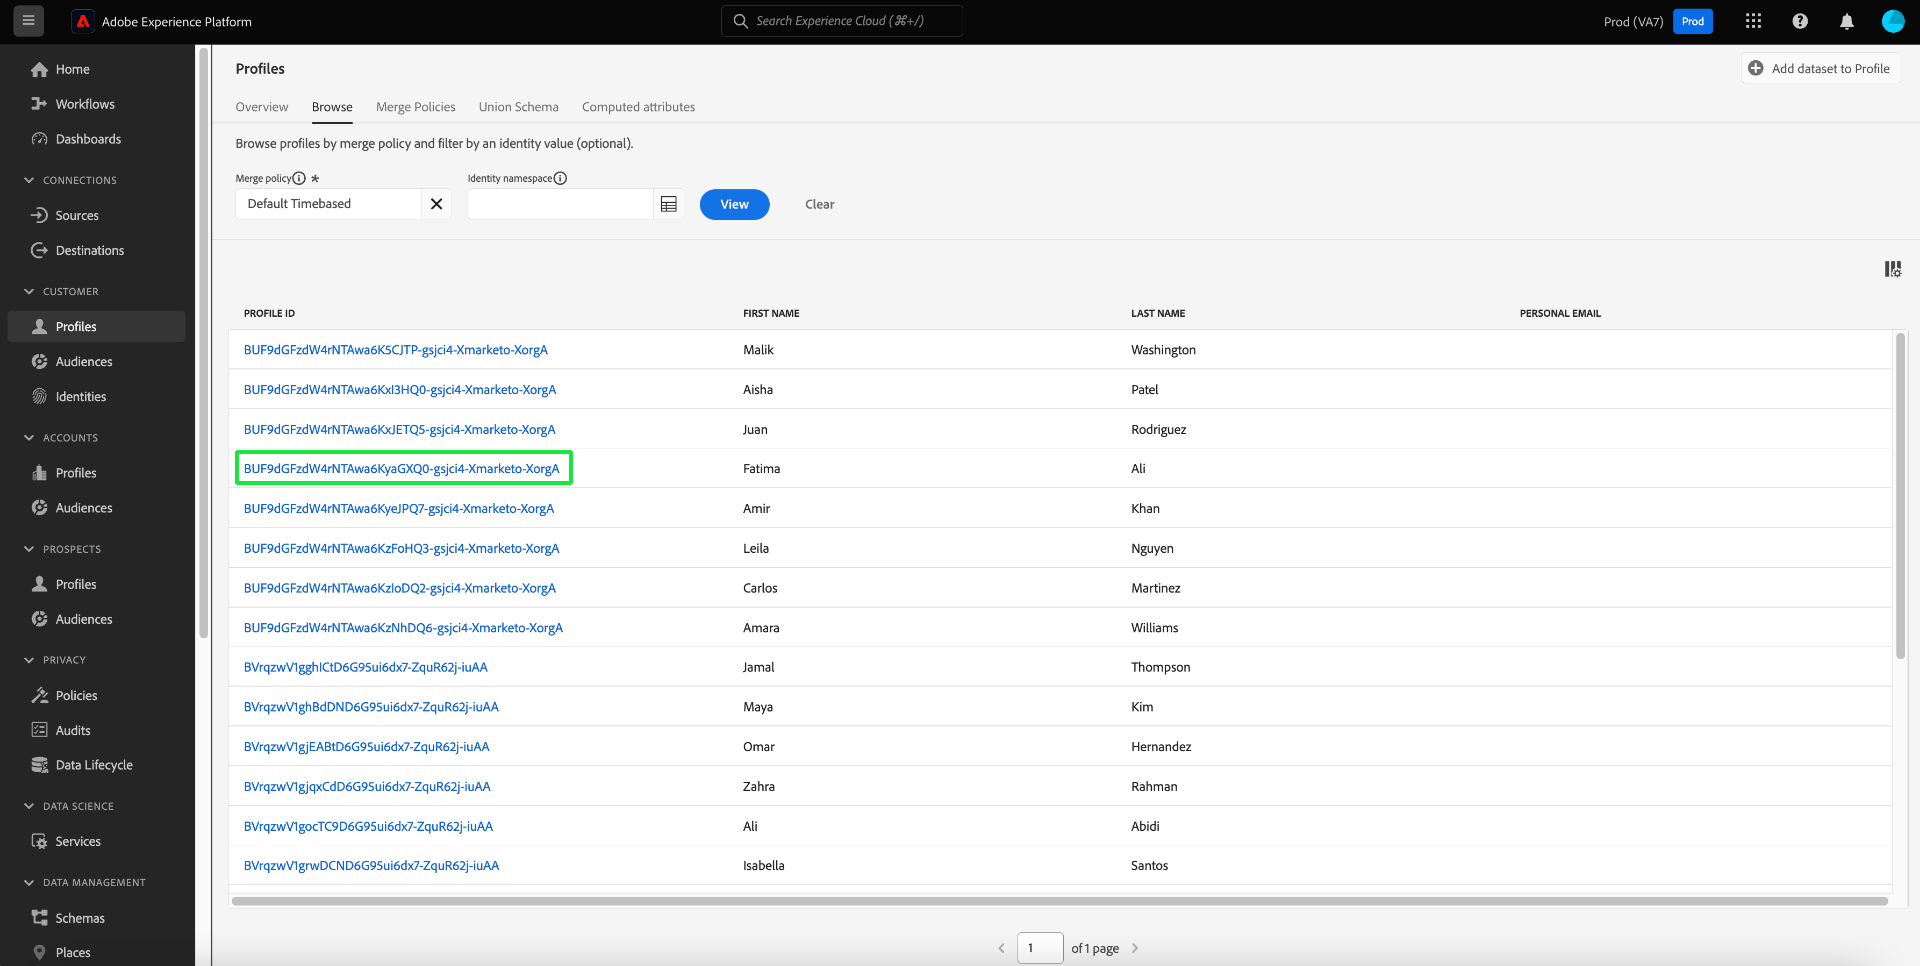 Adobe Experience Platform
Search Experience Cloud (⌘+/)
Prod (VA7)
Prod
Home
Workflows
Dashboards
CONNECTIONS
Sources
Destinations
CUSTOMER
Profiles
Audiences
Identities
ACCOUNTS
Profiles
Audiences
PROSPECTS
Profiles
Audiences
PRIVACY
Policies
Audits
Data Lifecycle
DATA SCIENCE
Services
DATA MANAGEMENT
Schemas
Places
Profiles
Add dataset to Profile
Overview Browse Merge Policies Union Schema Computed attributes
Browse profiles by merge policy and filter by an identity value (optional).
Merge policy * Identity namespace
Default Timebased View Clear
PROFILE ID FIRST NAME LAST NAME PERSONAL EMAIL
BUF9dGFzdW4rNTAwa6K5CJTP-gsjci4-Xmarketo-XorgA Malik Washington
BUF9dGFzdW4rNTAwa6KxI3HQ0-gsjci4-Xmarketo-XorgA Aisha Patel
BUF9dGFzdW4rNTAwa6KxJETQ5-gsjci4-Xmarketo-XorgA Juan Rodriguez
BUF9dGFzdW4rNTAwa6KyaGXQ0-gsjci4-Xmarketo-XorgA Fatima Ali
BUF9dGFzdW4rNTAwa6KyeJPQ7-gsjci4-Xmarketo-XorgA Amir Khan
BUF9dGFzdW4rNTAwa6KzFoHQ3-gsjci4-Xmarketo-XorgA Leila Nguyen
BUF9dGFzdW4rNTAwa6KzIoDQ2-gsjci4-Xmarketo-XorgA Carlos Martinez
BUF9dGFzdW4rNTAwa6KzNhDQ6-gsjci4-Xmarketo-XorgA Amara Williams
BVrqzwV1gghICtD6G95ui6dx7-ZquR62j-iuAA Jamal Thompson
BVrqzwV1ghBdDND6G95ui6dx7-ZquR62j-iuAA Maya Kim
BVrqzwV1gjEABtD6G95ui6dx7-ZquR62j-iuAA Omar Hernandez
BVrqzwV1gjqxCdD6G95ui6dx7-ZquR62j-iuAA Zahra Rahman
BVrqzwV1gocTC9D6G95ui6dx7-ZquR62j-iuAA Ali Abidi
BVrqzwV1grwDCND6G95ui6dx7-ZquR62j-iuAA Isabella Santos
1 of 1 page